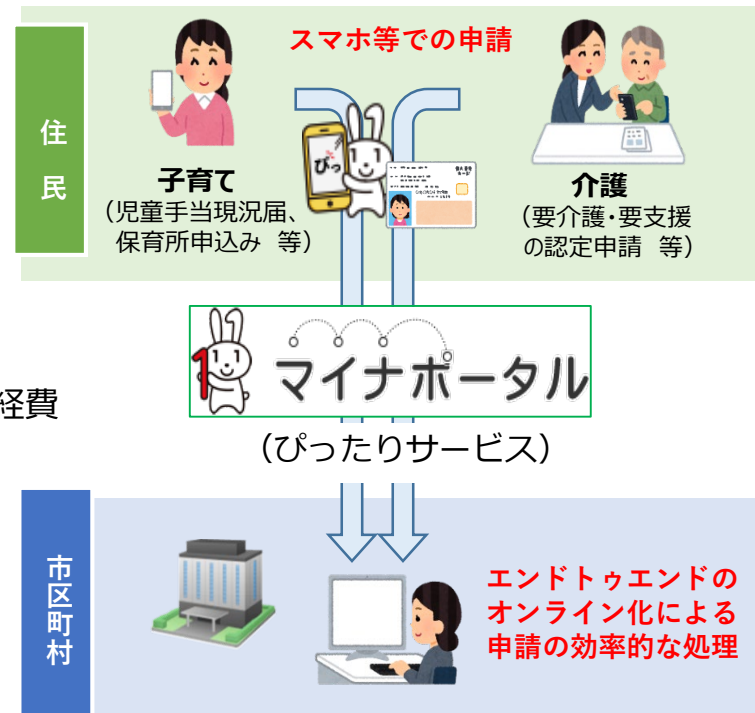 スマホ等での申請
住
民
ぴっ
子育て
（児童手当現況届、
保育所申込み 等）
介護
（要介護・要支援
の認定申請 等）
マイナポータル
経費
（ぴったりサービス）
市区町村
エンドトゥエンドの
オンライン化による
申請の効率的な処理